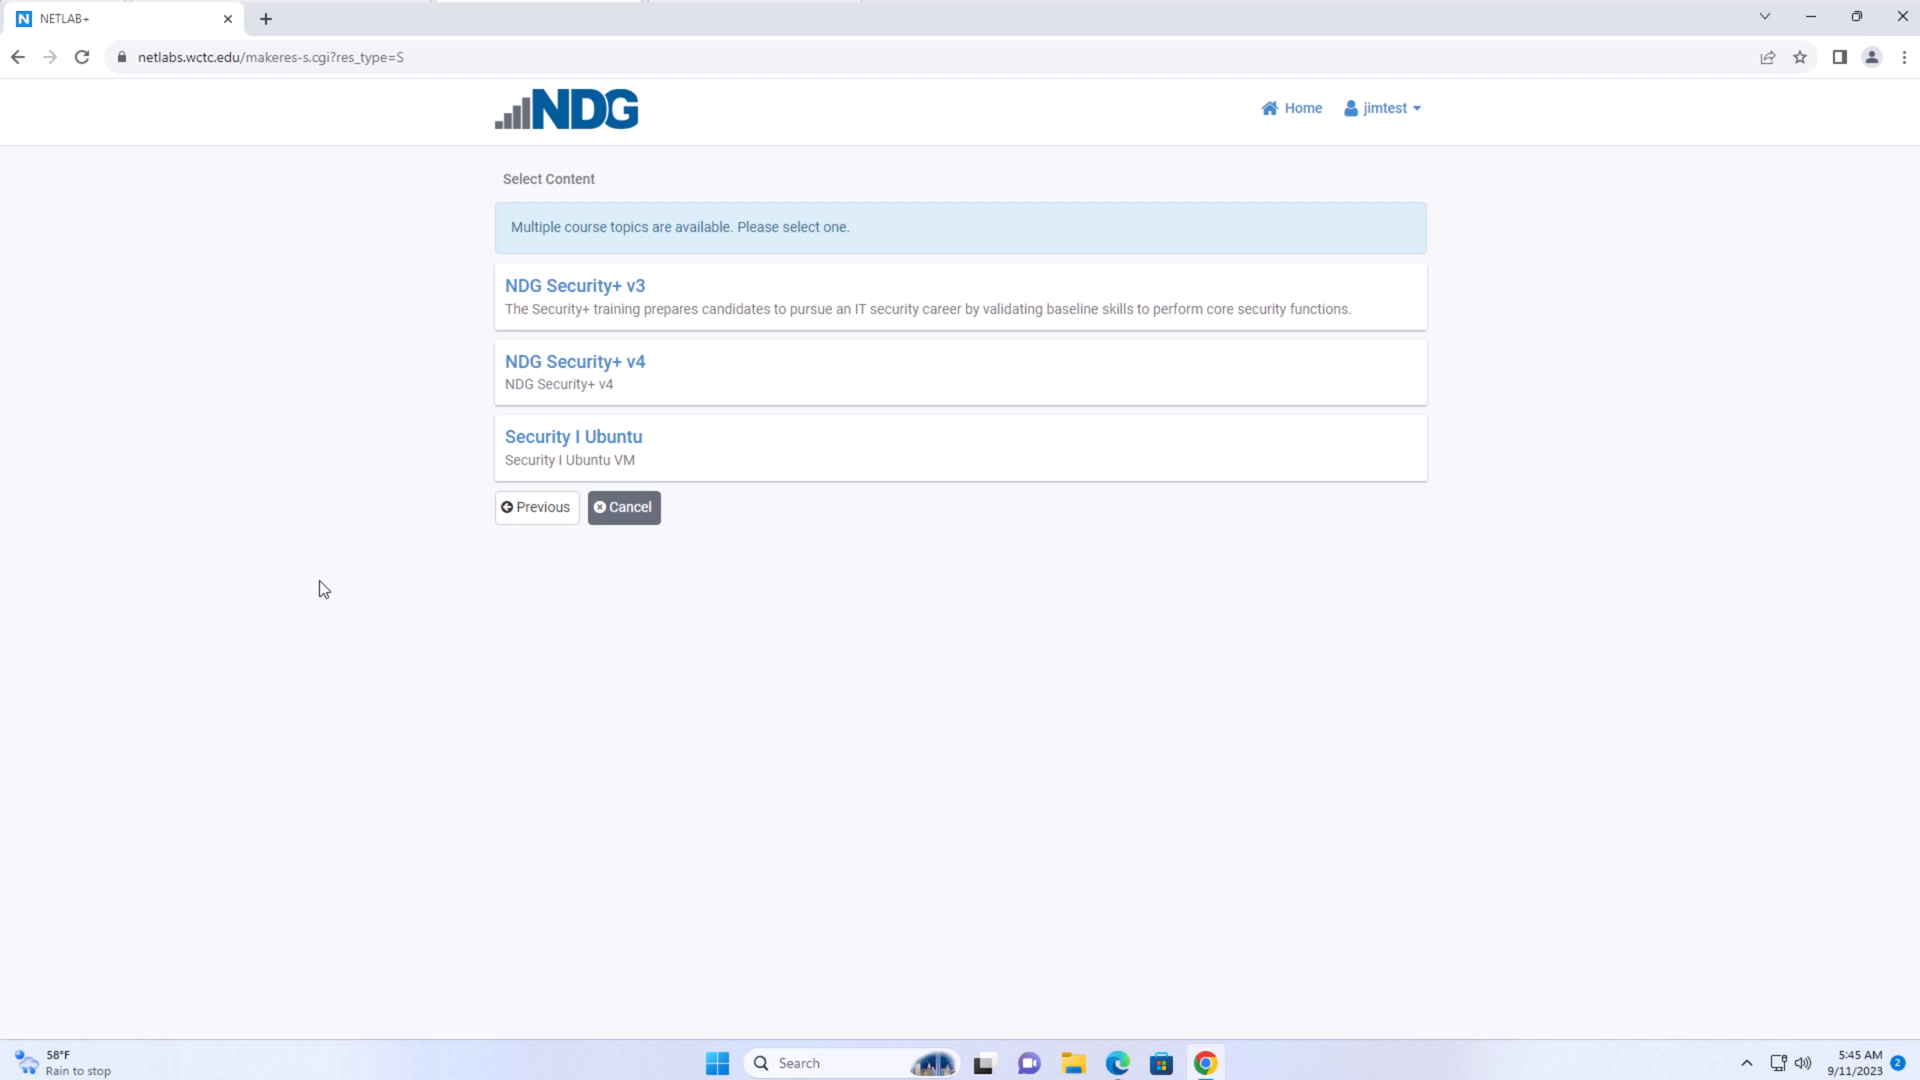 NETLAB+
netlabs.wctc.edu/makeres-s.cgi?res_type=S
NDG
Home
jimtest
Select Content
Multiple course topics are available. Please select one.
NDG Security+ v3
The Security+ training prepares candidates to pursue an IT security career by validating baseline skills to perform core security functions.
NDG Security+ v4
NDG Security+ v4
Security I Ubuntu
Security I Ubuntu VM
Previous
Cancel
58°F
Rain to stop
Search
5:45 AM
9/11/2023
2